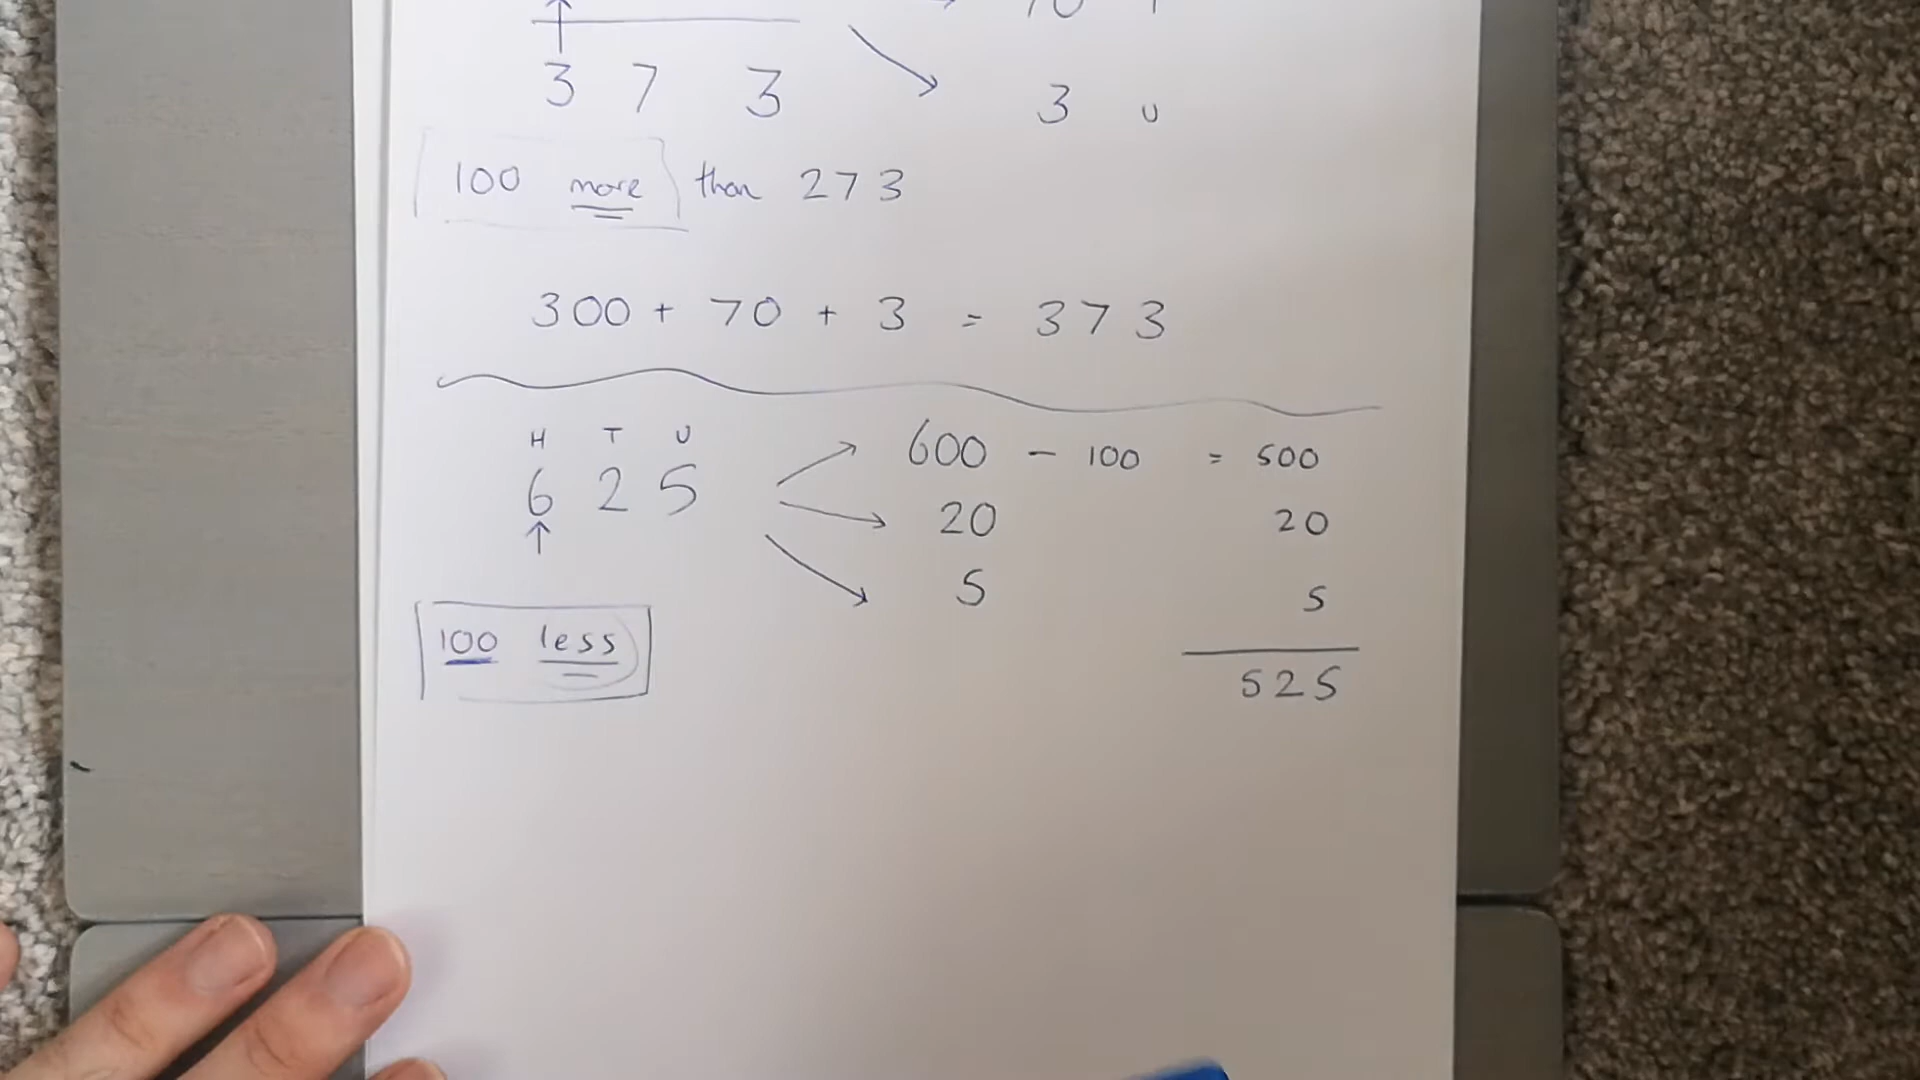 3 7 3
3 U
100 more than 273
300 + 70 + 3 = 373
H T U
6 2 5
600 - 100 = 500
20 20
5 5
100 less
525